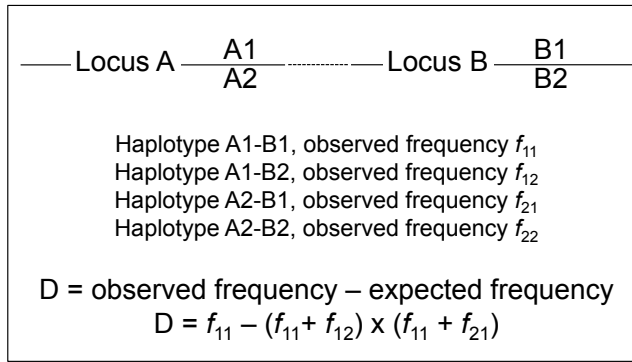 Locus A A1 Locus B B1
A2 B2
Haplotype A1-B1, observed frequency f₁₁
Haplotype A1-B2, observed frequency f₁₂
Haplotype A2-B1, observed frequency f₂₁
Haplotype A2-B2, observed frequency f₂₂
D = observed frequency – expected frequency
D = f₁₁ – (f₁₁+ f₁₂) x (f₁₁ + f₂₁)